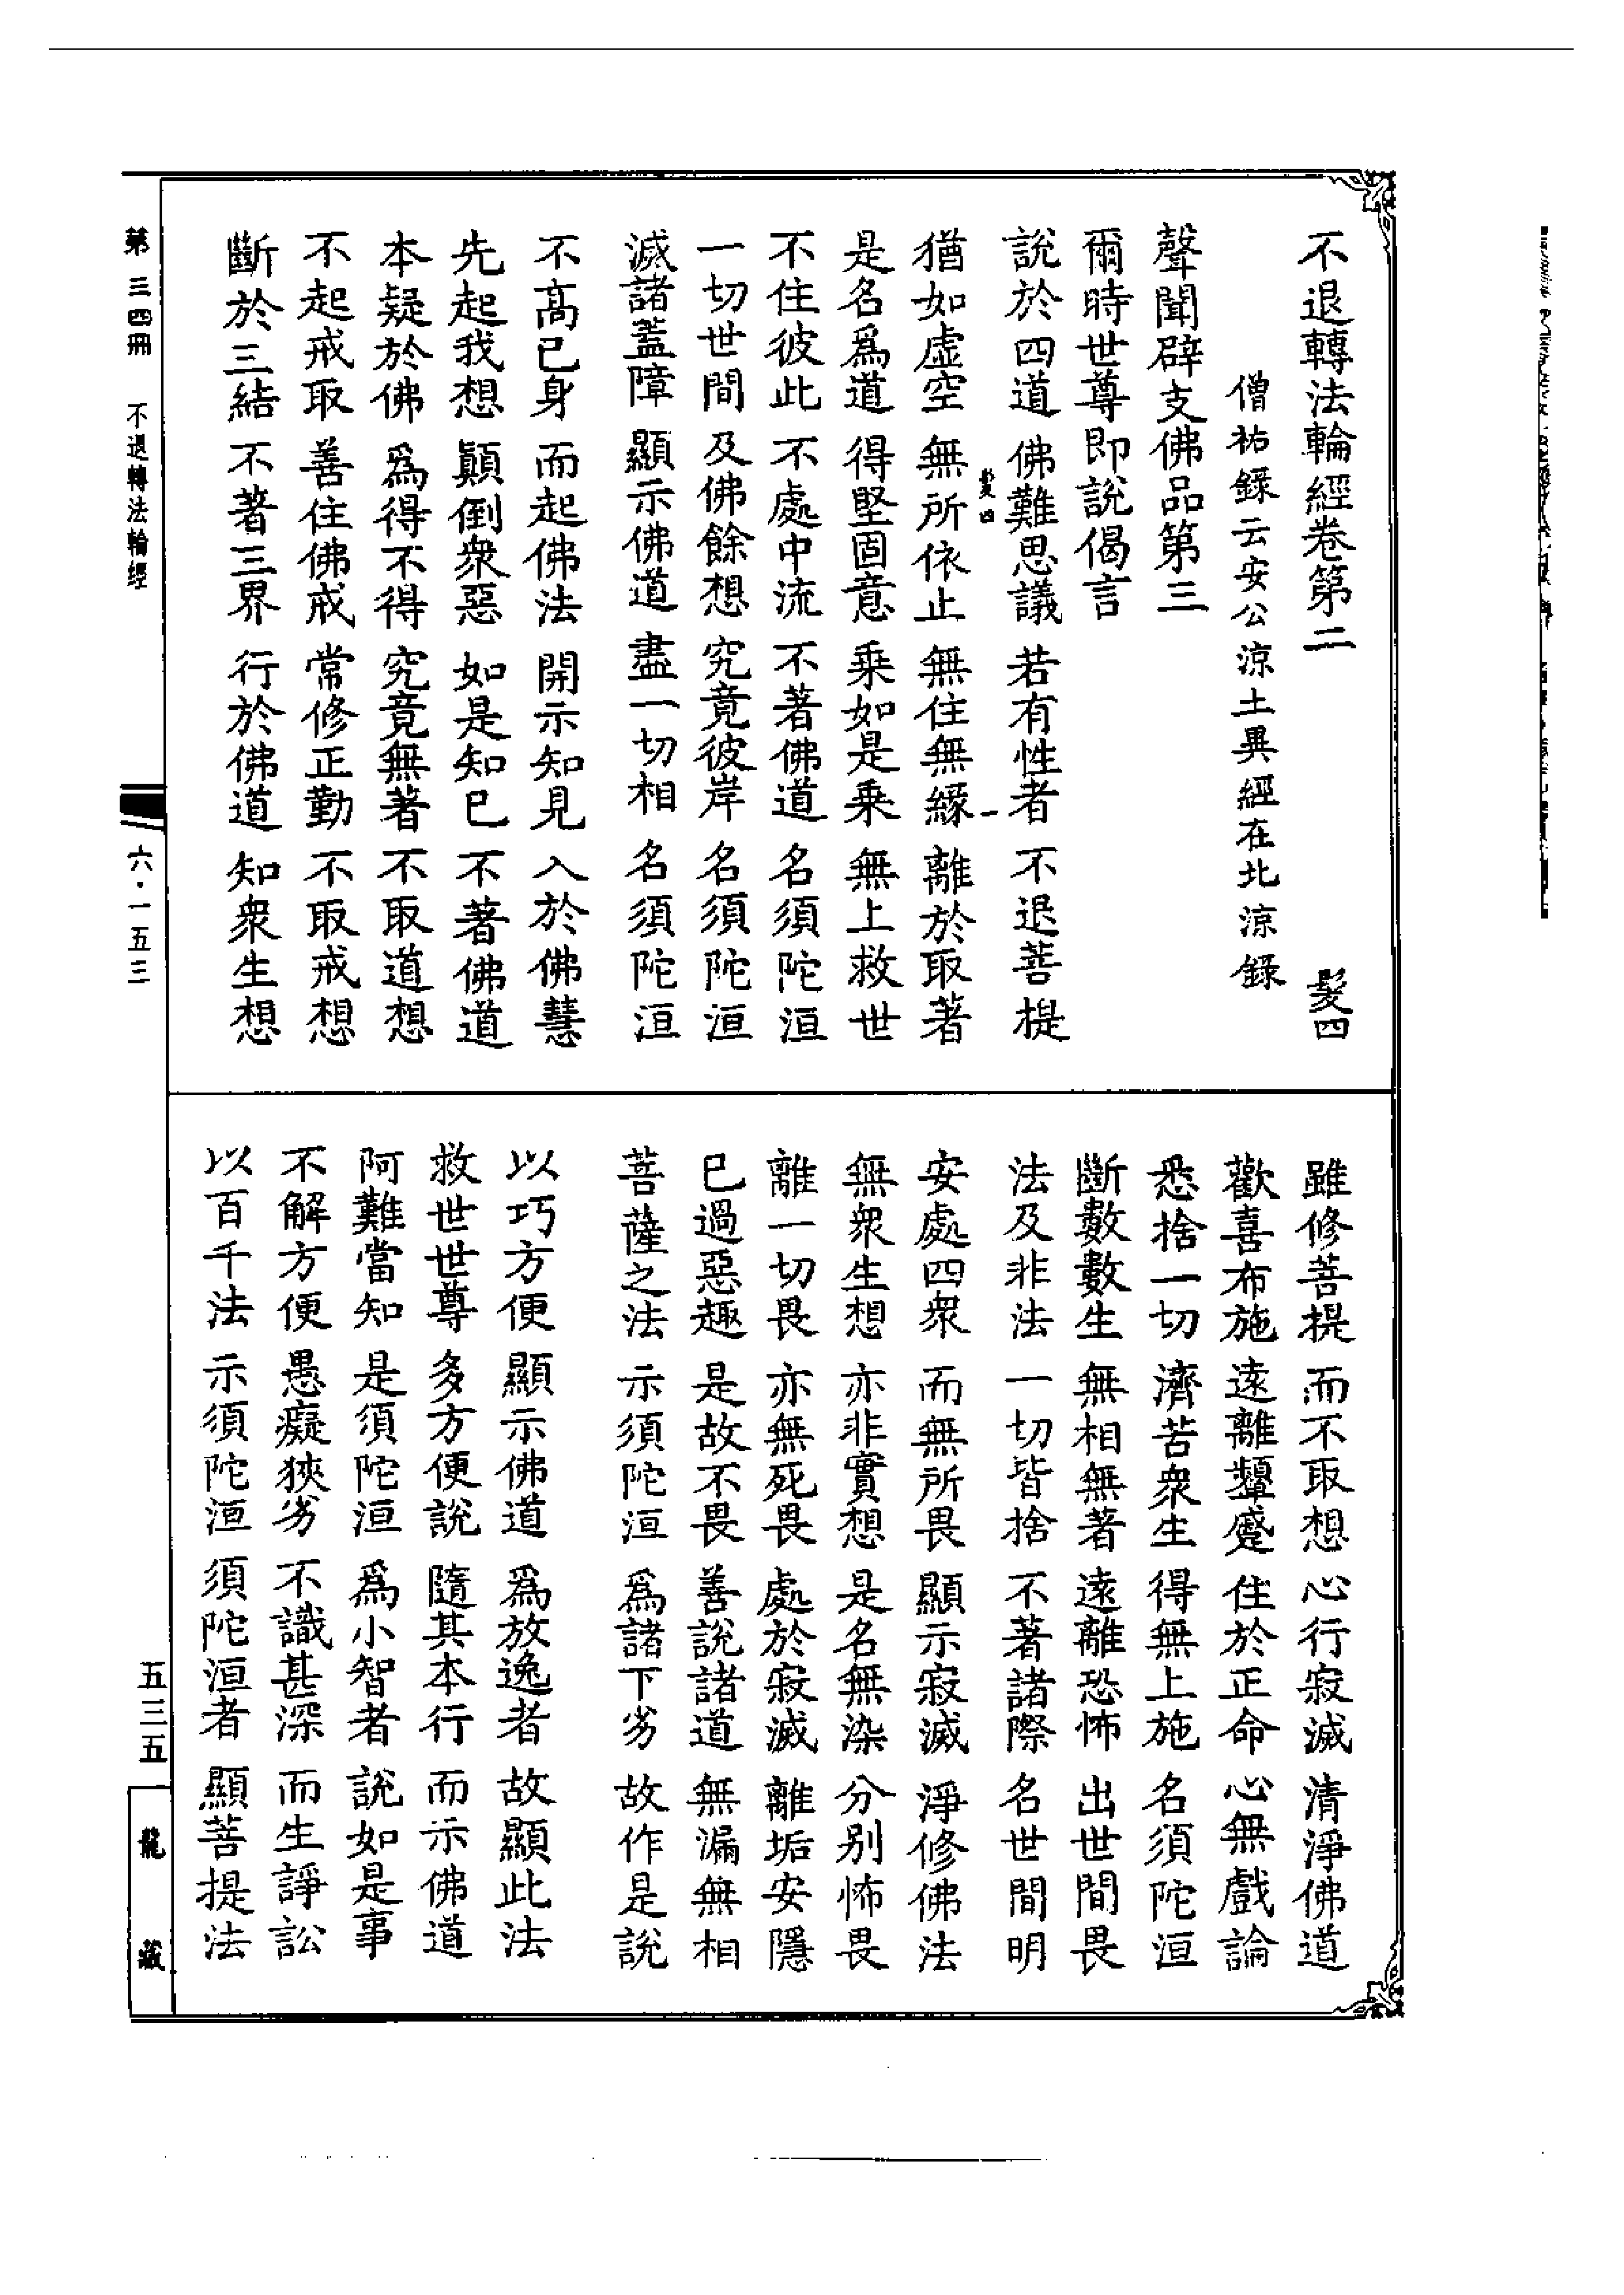 不退轉法輪經卷第二 髮四
僧祐錄云安公涼土異經在北涼錄
聲聞辟支佛品第三
爾時世尊即說偈言
說於四道 佛難思議 若有性者 不退菩提
髮四 一
猶如虛空 無所依止 無住無緣 離於取著
是名爲道 得堅固意 乘如是乘 無上救世
不住彼此 不處中流 不著佛道 名須陀洹
一切世間 及佛餘想 究竟彼岸 名須陀洹
滅諸蓋障 顯示佛道 盡一切相 名須陀洹
不高已身 而起佛法 開示知見 入於佛慧
先起我想 顛倒衆惡 如是知已 不著佛道
本疑於佛 爲得不得 究竟無著 不取道想
不起戒取 善住佛戒 常修正勤 不取戒想
斷於三結 不著三界 行於佛道 知衆生想
雖修菩提 而不取想 心行寂滅 清淨佛道
歡喜布施 遠離顰蹙 住於正命 心無戲論
悉捨一切 濟苦衆生 得無上施 名須陀洹
斷數數生 無相無著 遠離恐怖 出世間畏
法及非法 一切皆捨 不著諸際 名世間明
安處四衆 而無所畏 顯示寂滅 淨修佛法
無衆生想 亦非實想 是名無染 分別怖畏
離一切畏 亦無死畏 處於寂滅 離垢安隱
已過惡趣 是故不畏 善說諸道 無漏無相
菩薩之法 示須陀洹 爲諸下劣 故作是說
以巧方便 顯示佛道 爲放逸者 故顯此法
救世世尊 多方便說 隨其本行 而示佛道
阿難當知 是須陀洹 爲小智者 說如是事
不解方便 愚癡狹劣 不識甚深 而生諍訟
以百千法 示須陀洹 須陀洹者 顯菩提法
第三四冊 不退轉法輪經
六·一五三
五三五
龍藏